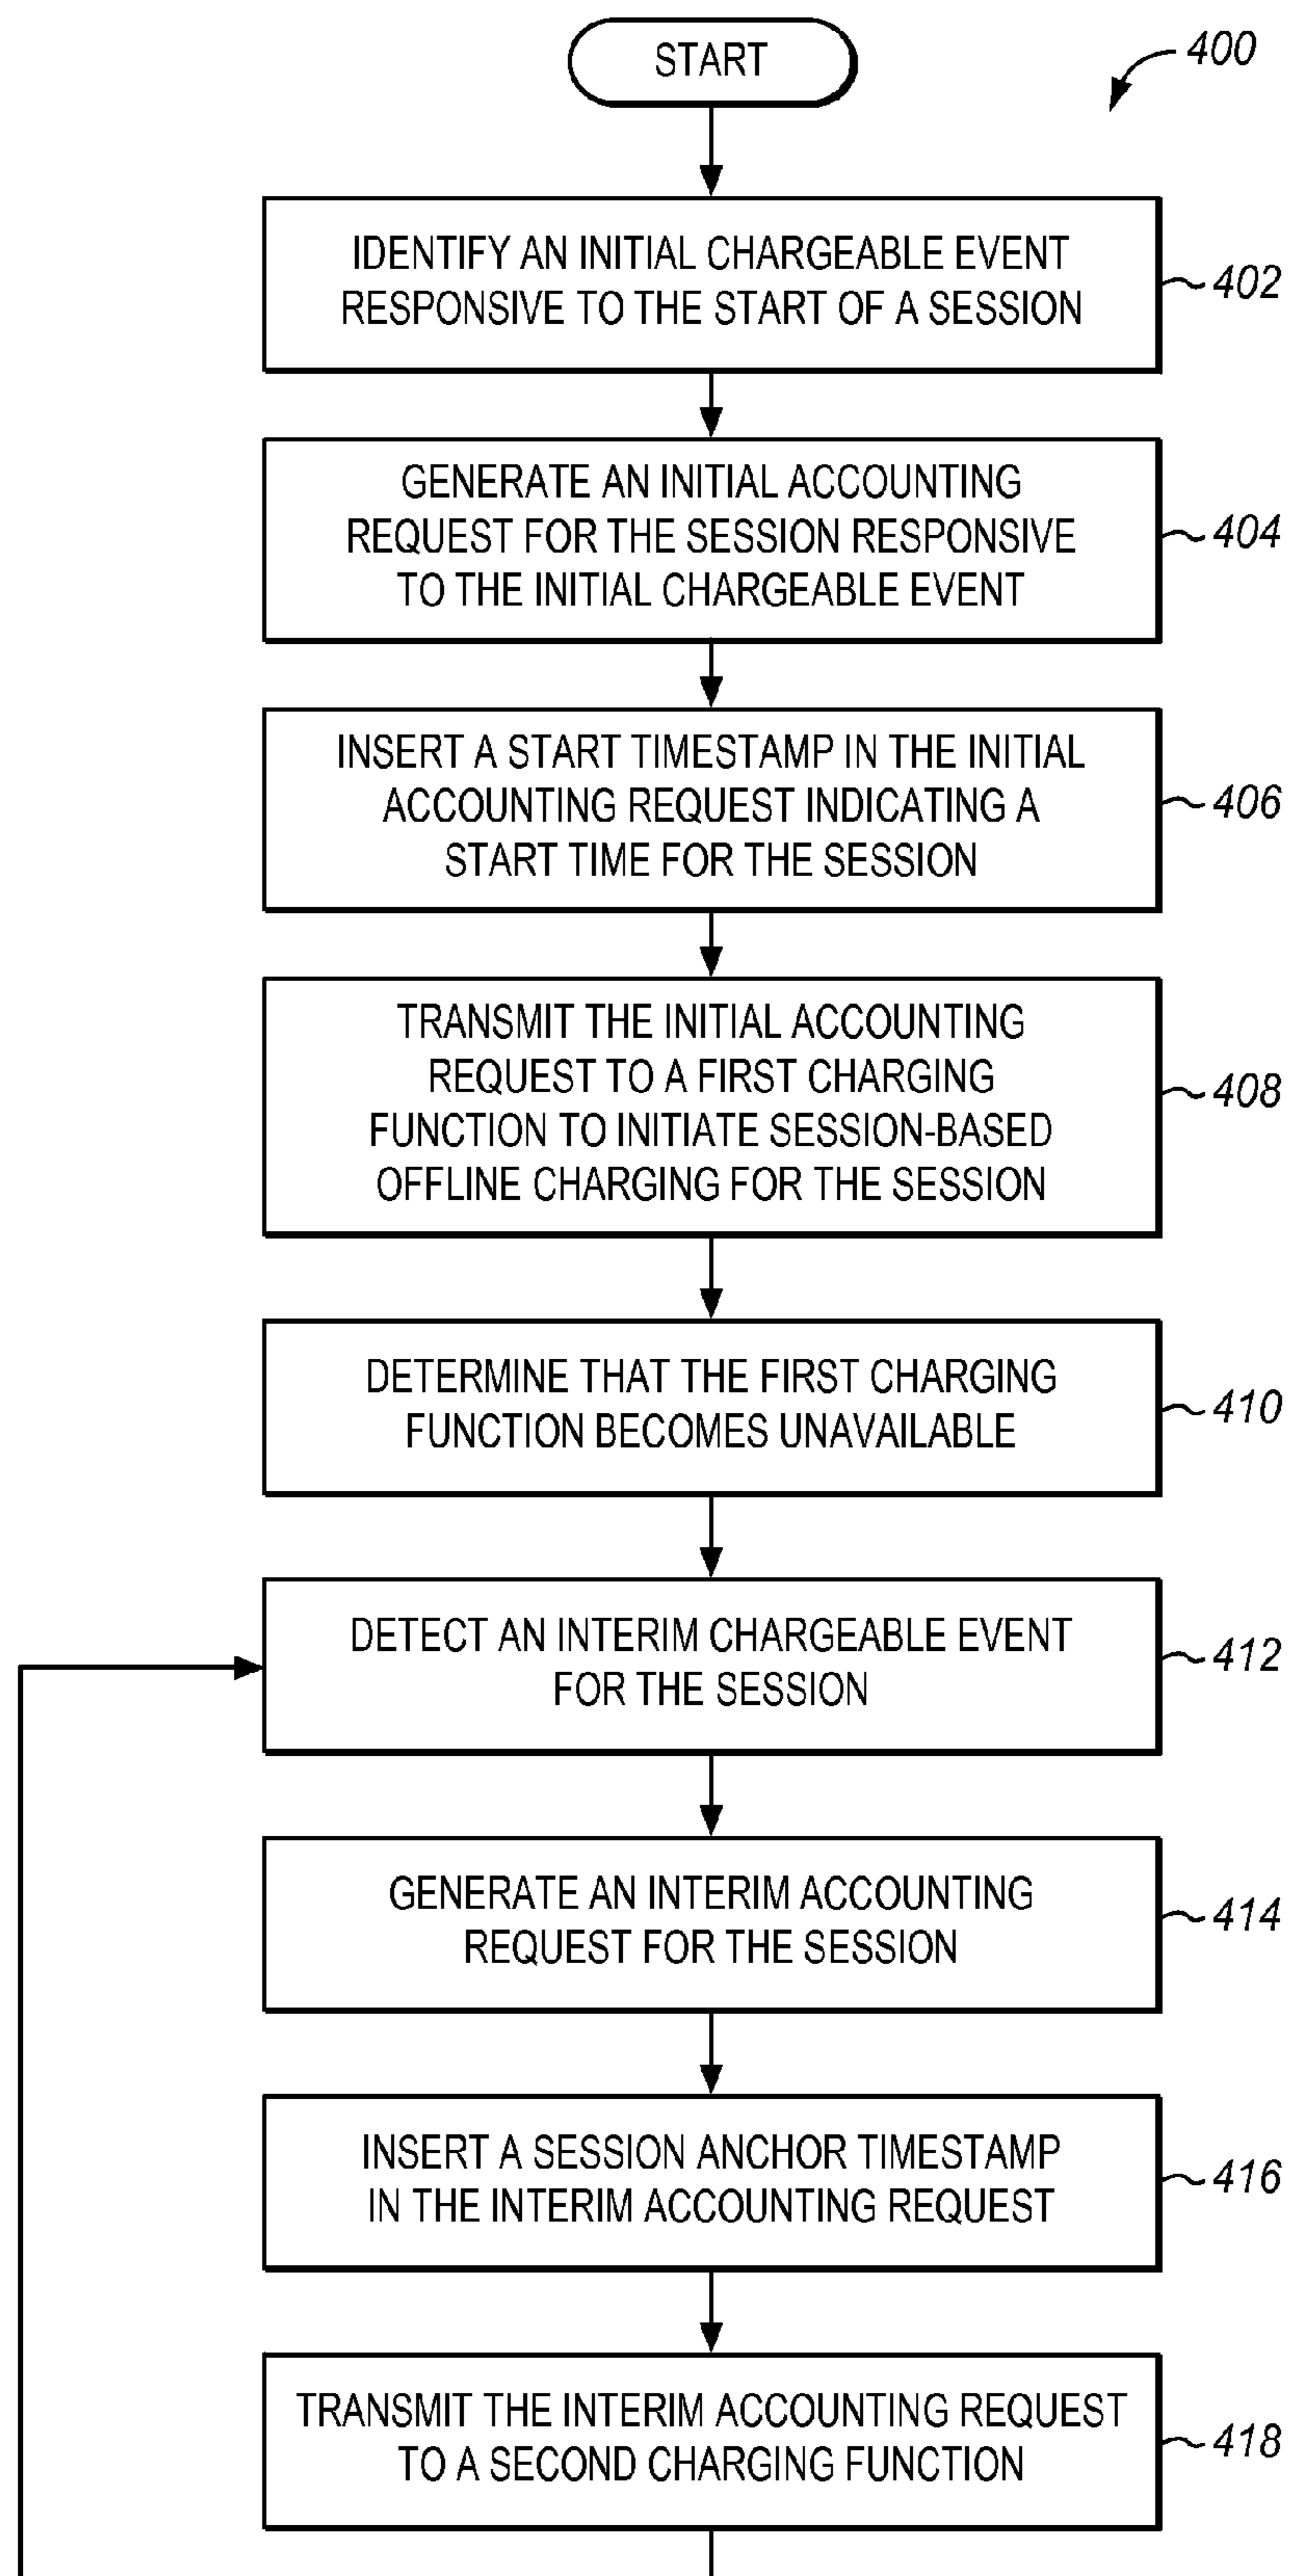 START
400
IDENTIFY AN INITIAL CHARGEABLE EVENT
RESPONSIVE TO THE START OF A SESSION
402
GENERATE AN INITIAL ACCOUNTING
REQUEST FOR THE SESSION RESPONSIVE
TO THE INITIAL CHARGEABLE EVENT
404
INSERT A START TIMESTAMP IN THE INITIAL
ACCOUNTING REQUEST INDICATING A
START TIME FOR THE SESSION
406
TRANSMIT THE INITIAL ACCOUNTING
REQUEST TO A FIRST CHARGING
FUNCTION TO INITIATE SESSION-BASED
OFFLINE CHARGING FOR THE SESSION
408
DETERMINE THAT THE FIRST CHARGING
FUNCTION BECOMES UNAVAILABLE
410
DETECT AN INTERIM CHARGEABLE EVENT
FOR THE SESSION
412
GENERATE AN INTERIM ACCOUNTING
REQUEST FOR THE SESSION
414
INSERT A SESSION ANCHOR TIMESTAMP
IN THE INTERIM ACCOUNTING REQUEST
416
TRANSMIT THE INTERIM ACCOUNTING REQUEST
TO A SECOND CHARGING FUNCTION
418